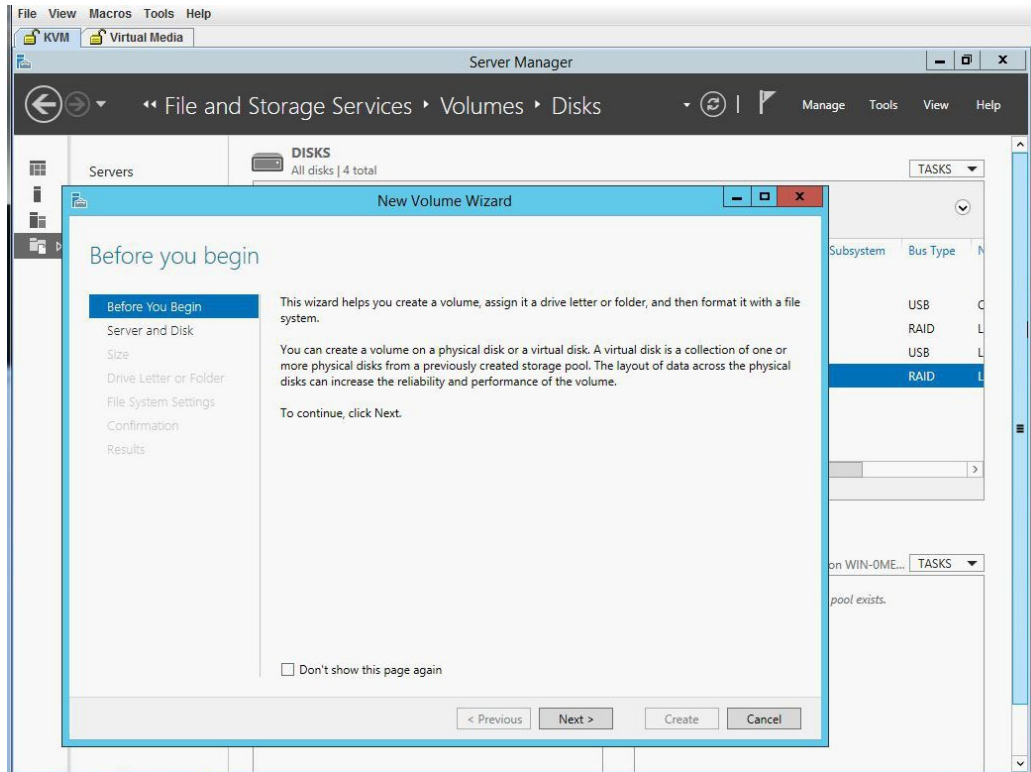 File View Macros Tools Help
KVM Virtual Media
Server Manager
File and Storage Services Volumes Disks
Manage Tools View Help
DISKS
All disks | 4 total
TASKS
Servers
New Volume Wizard
Before you begin
Subsystem Bus Type
Before You Begin
Server and Disk
Size
Drive Letter or Folder
File System Settings
Confirmation
Results
This wizard helps you create a volume, assign it a drive letter or folder, and then format it with a file
system.
You can create a volume on a physical disk or a virtual disk. A virtual disk is a collection of one or
more physical disks from a previously created storage pool. The layout of data across the physical
disks can increase the reliability and performance of the volume.
To continue, click Next.
USB
RAID L
USB L
RAID L
on WIN-0ME... TASKS
pool exists.
Don't show this page again
< Previous Next > Create Cancel